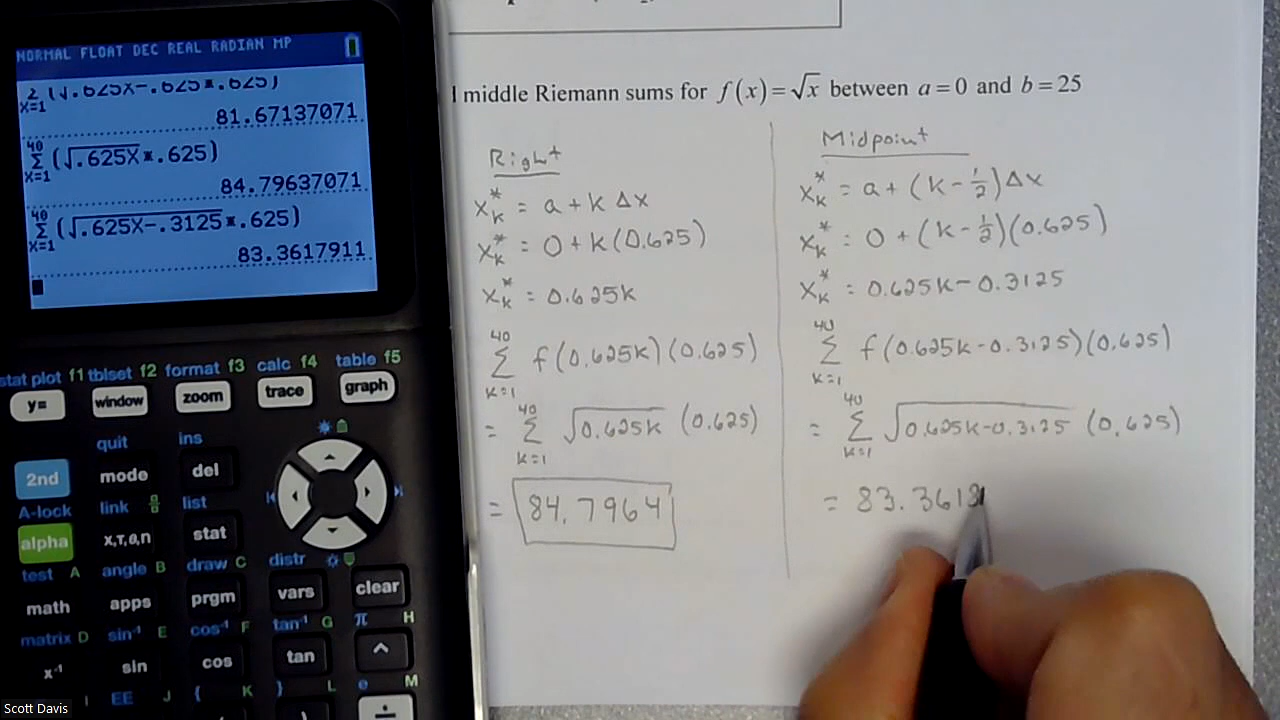 NORMAL FLOAT DEC REAL RADIAN MP
Σ(√.625X-.625*.625)
X=1
81.67137071
40
Σ(√.625X*.625)
X=1
84.79637071
40
Σ(√.625X-.3125*.625)
X=1
83.3617911
stat plot f1 tblset f2 format f3 calc f4 table f5
y= window zoom trace graph
quit ins
2nd mode del
A-lock link list
alpha X,T,θ,n stat
test A angle B draw C distr
math apps prgm vars clear
matrix D sin⁻¹ E cos⁻¹ F tan⁻¹ G π H
x⁻¹ sin cos tan ^
I EE J { K } L e M
( ) ÷
Scott Davis
l middle Riemann sums for f(x)=√x between a=0 and b=25
Right
x*k = a + k Δx
x*k = 0 + k(0.625)
x*k = 0.625k
40
Σ f(0.625k)(0.625)
k=1
40
= Σ √0.625k (0.625)
k=1
= 84.7964
Midpoint
x*k = a + (k-1/2)Δx
x*k = 0 + (k-1/2)(0.625)
x*k = 0.625k-0.3125
40
Σ f(0.625k-0.3125)(0.625)
k=1
40
= Σ √0.625k-0.3125 (0.625)
k=1
= 83.3618